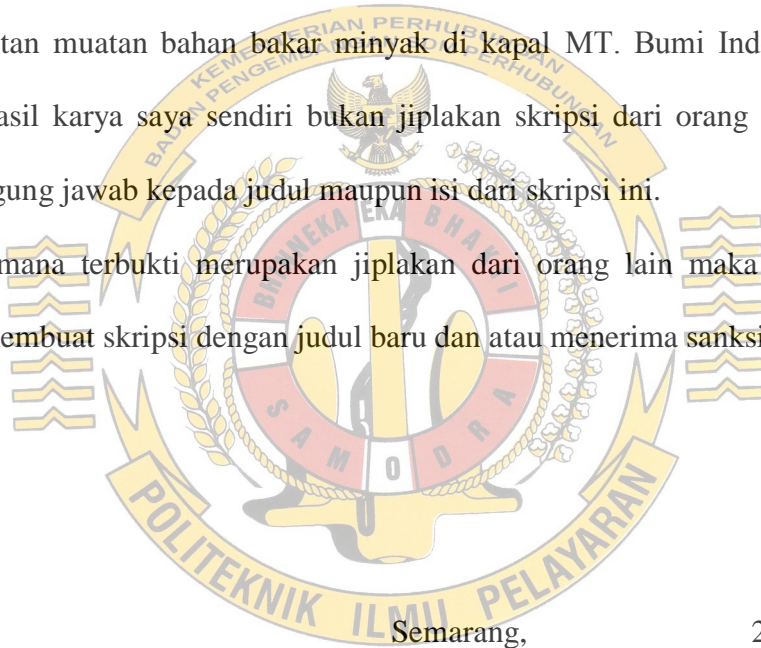 tan muatan bahan bakar minyak di kapal MT. Bumi Ind
asil karya saya sendiri bukan jiplakan skripsi dari orang
gung jawab kepada judul maupun isi dari skripsi ini.
mana terbukti merupakan jiplakan dari orang lain maka
embuat skripsi dengan judul baru dan atau menerima sanksi
Semarang, 2
KEMENTERIAN PERHUBUNGAN
BADAN PENGEMBANGAN SDM PERHUBUNGAN
BHINNEKA ERA BHAKTI
SAMODRA
POLITEKNIK ILMU PELAYARAN